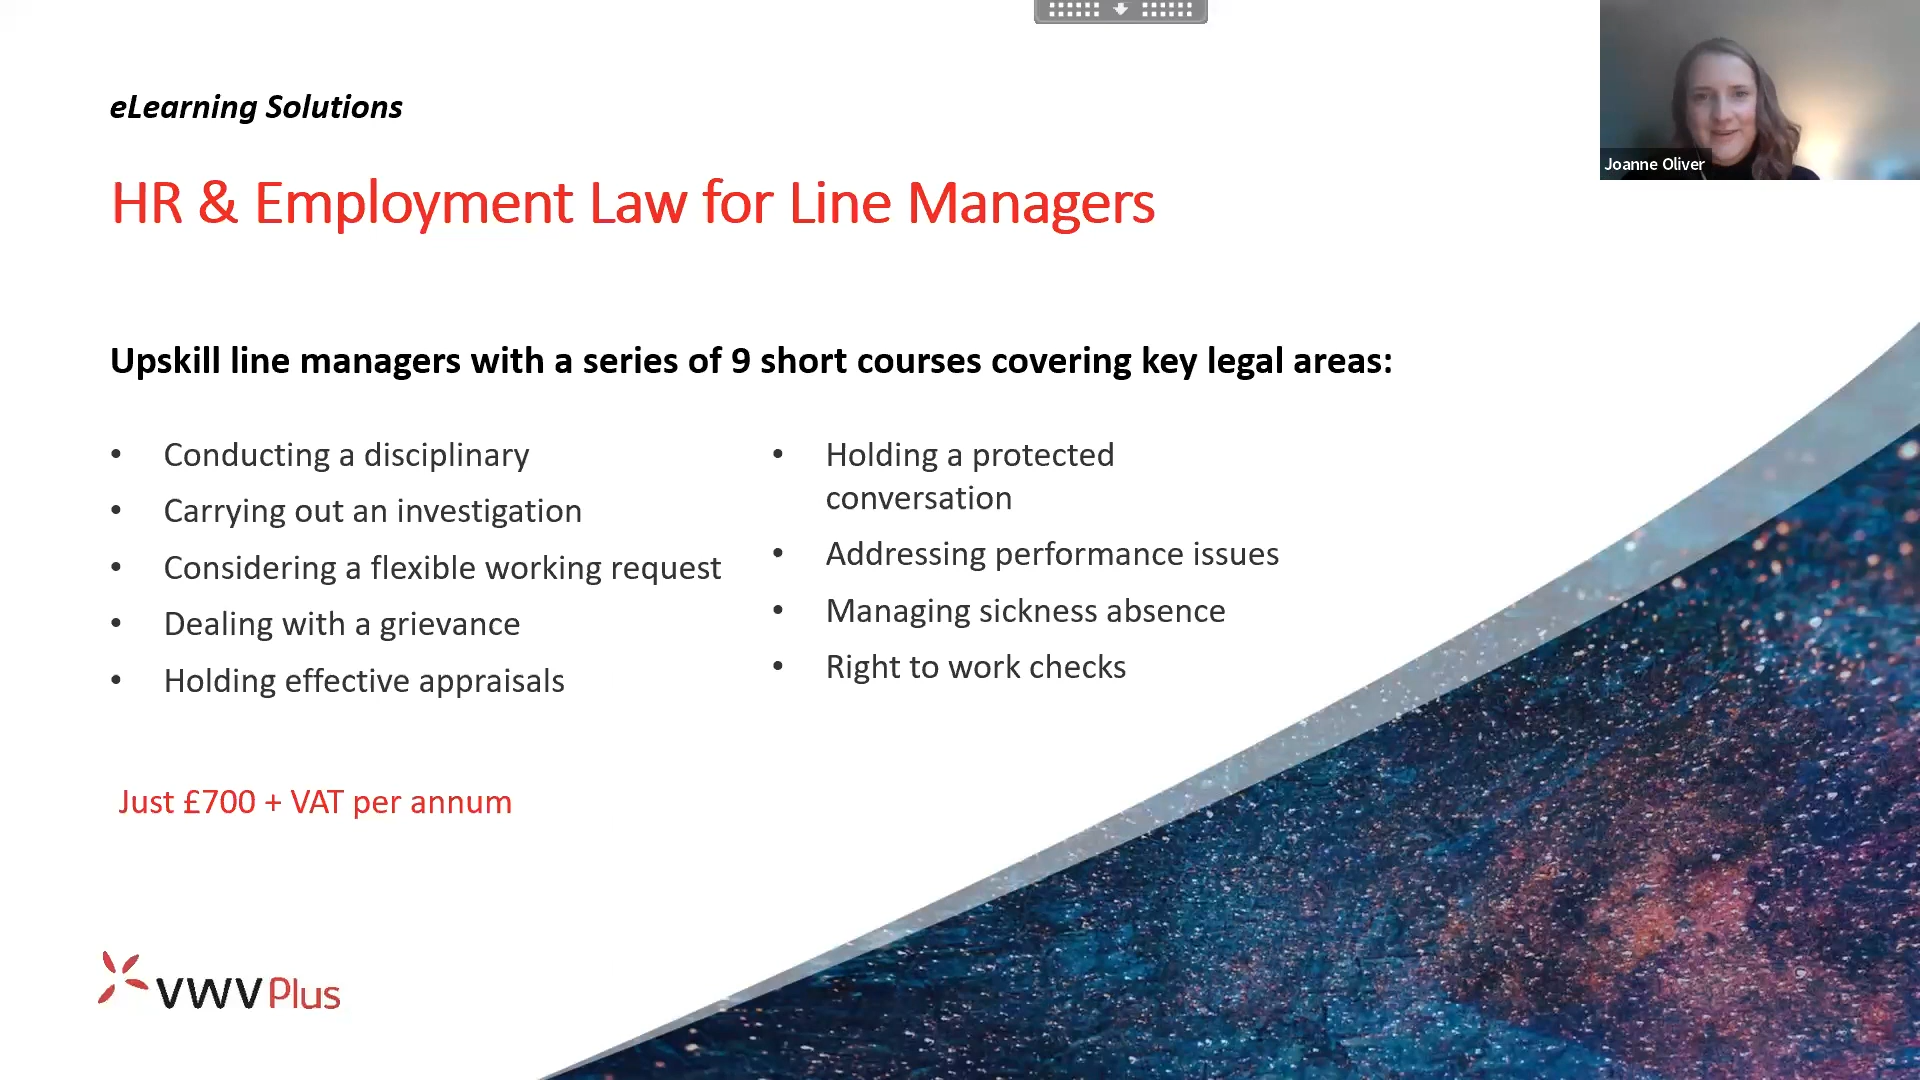 eLearning Solutions
HR & Employment Law for Line Managers
Joanne Oliver
Upskill line managers with a series of 9 short courses covering key legal areas:
• Conducting a disciplinary
• Carrying out an investigation
• Considering a flexible working request
• Dealing with a grievance
• Holding effective appraisals
• Holding a protected
conversation
• Addressing performance issues
• Managing sickness absence
• Right to work checks
Just £700 + VAT per annum
VWV Plus